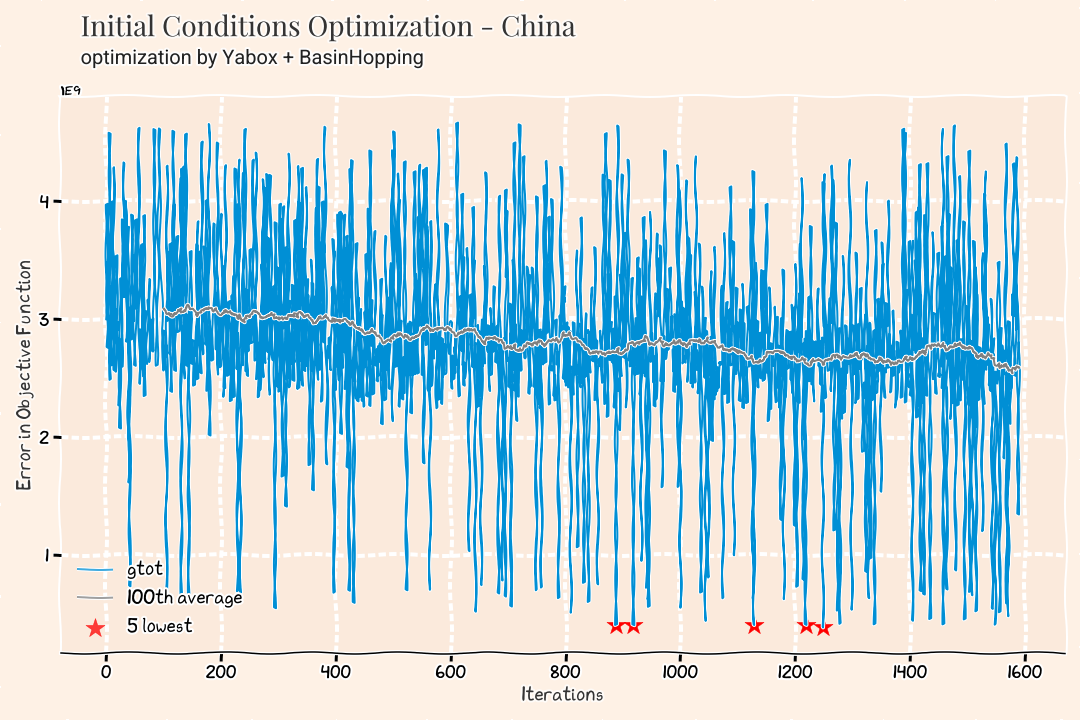 Initial Conditions Optimization - China
optimization by Yabox + BasinHopping
1E9
4
3
2
1
Error in Objective Function
gtot
100th average
5 lowest
0 200 400 600 800 1000 1200 1400 1600
Iterations